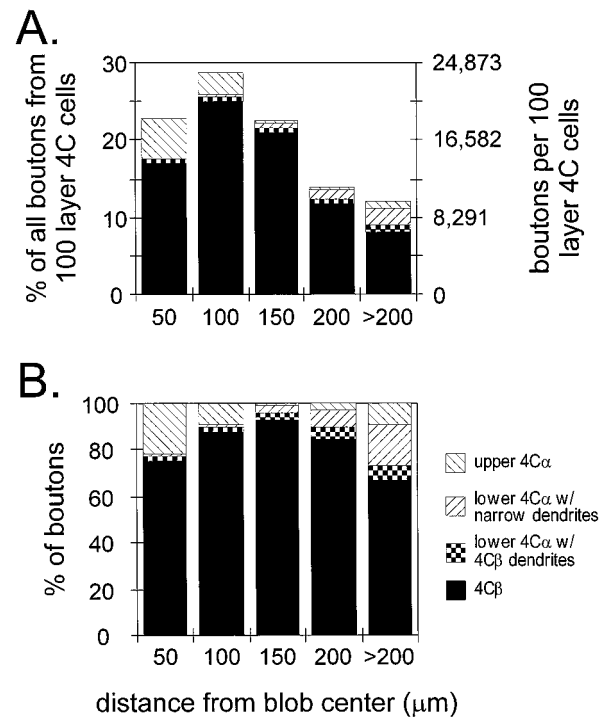 A.
% of all boutons from
100 layer 4C cells
30
20
10
0
24,873
16,582
8,291
0
boutons per 100
layer 4C cells
50 100 150 200 >200
B.
% of boutons
100
80
60
40
20
0
50 100 150 200 >200
distance from blob center (μm)
upper 4Cα
lower 4Cα w/
narrow dendrites
lower 4Cα w/
4Cβ dendrites
4Cβ